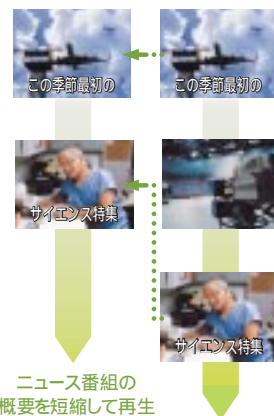 この季節最初の
この季節最初の
サイエンス特集
サイエンス特集
ニュース番組の
概要を短縮して再生